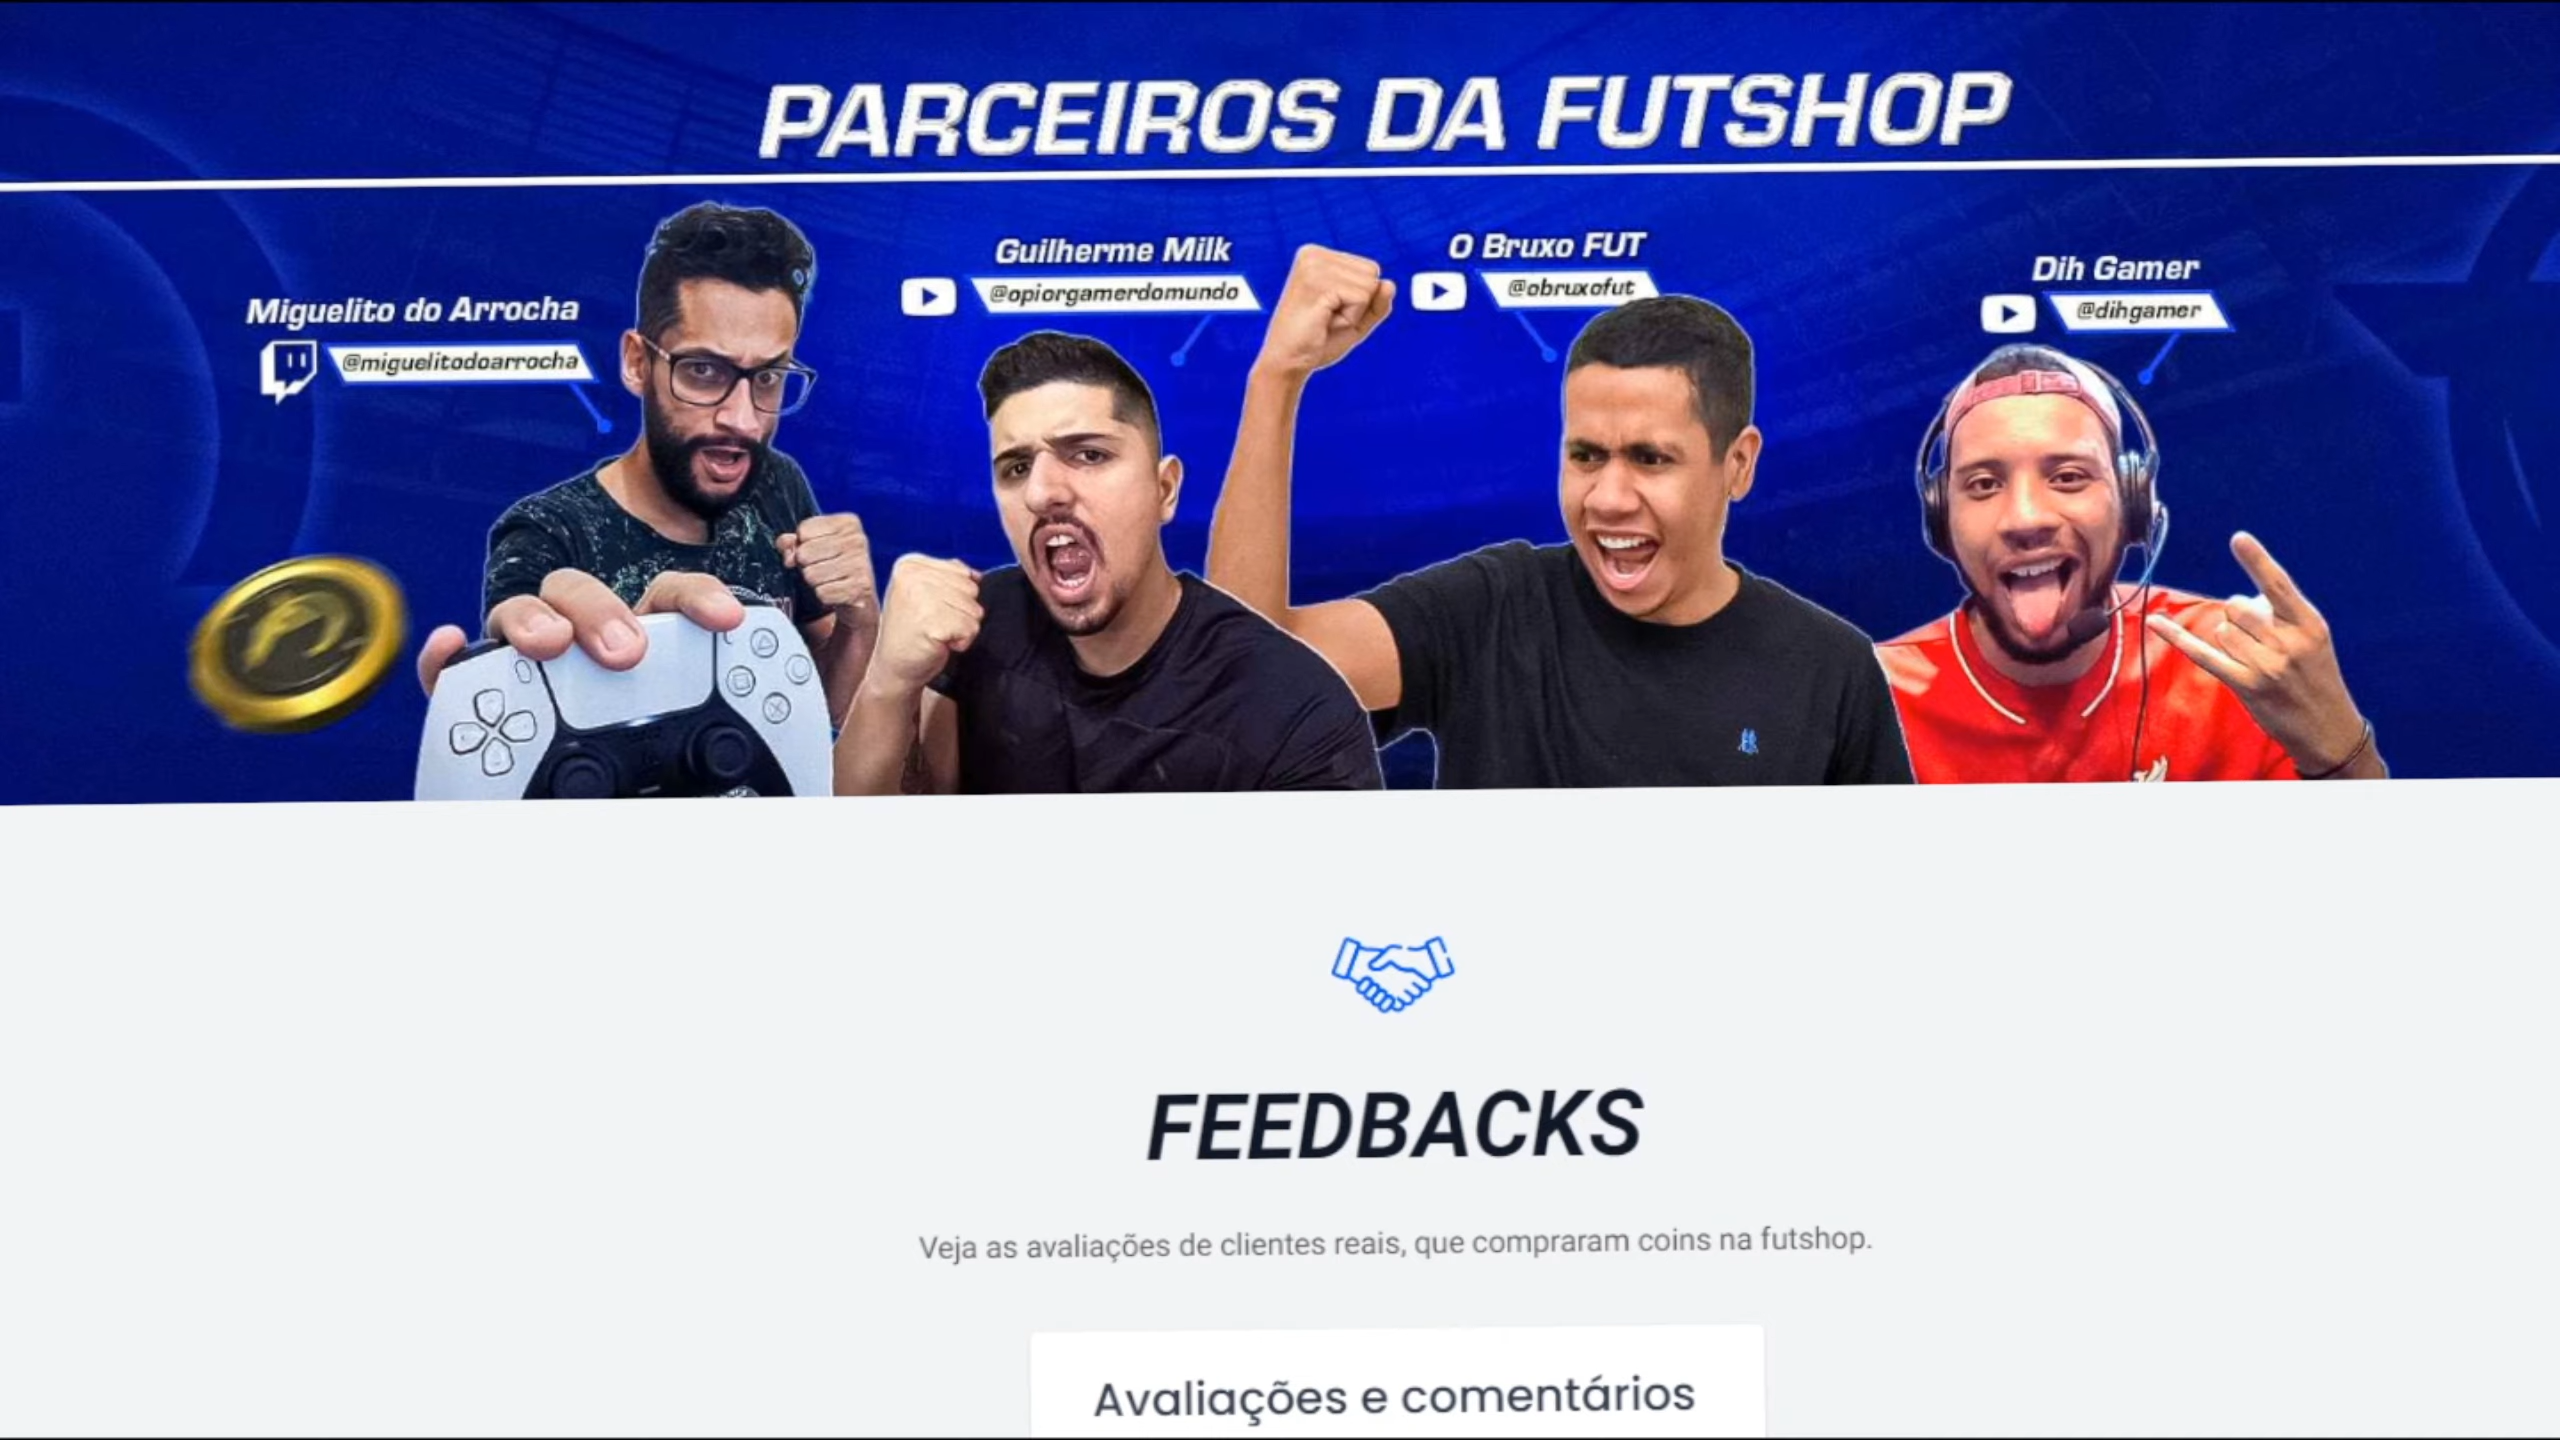 PARCEIROS DA FUTSHOP
Miguelito do Arrocha
@miguelitodoarrocha
Guilherme Milk
@opiorgamerdomundo
O Bruxo FUT
@obruxofut
Dih Gamer
@dihgamer
FEEDBACKS
Veja as avaliações de clientes reais, que compraram coins na futshop.
Avaliações e comentários